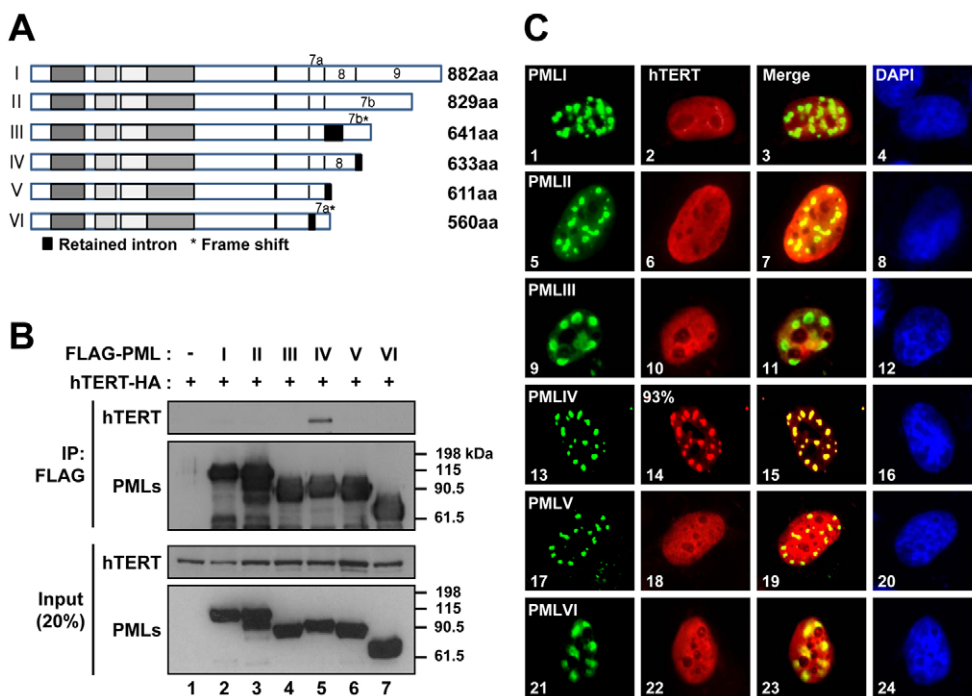 A
I 7a 8 9 882aa
II 7b 829aa
III 7b* 641aa
IV 8 633aa
V 611aa
VI 7a* 560aa
Retained intron * Frame shift
B
FLAG-PML : - I II III IV V VI
hTERT-HA : + + + + + + +
hTERT
IP:
FLAG
PMLs
198 kDa
115
90.5
61.5
Input
(20%)
hTERT
PMLs
198
115
90.5
61.5
1 2 3 4 5 6 7
C
PMLI hTERT Merge DAPI
1 2 3 4
PMLII
5 6 7 8
PMLIII
9 10 11 12
PMLIV 93%
13 14 15 16
PMLV
17 18 19 20
PMLVI
21 22 23 24